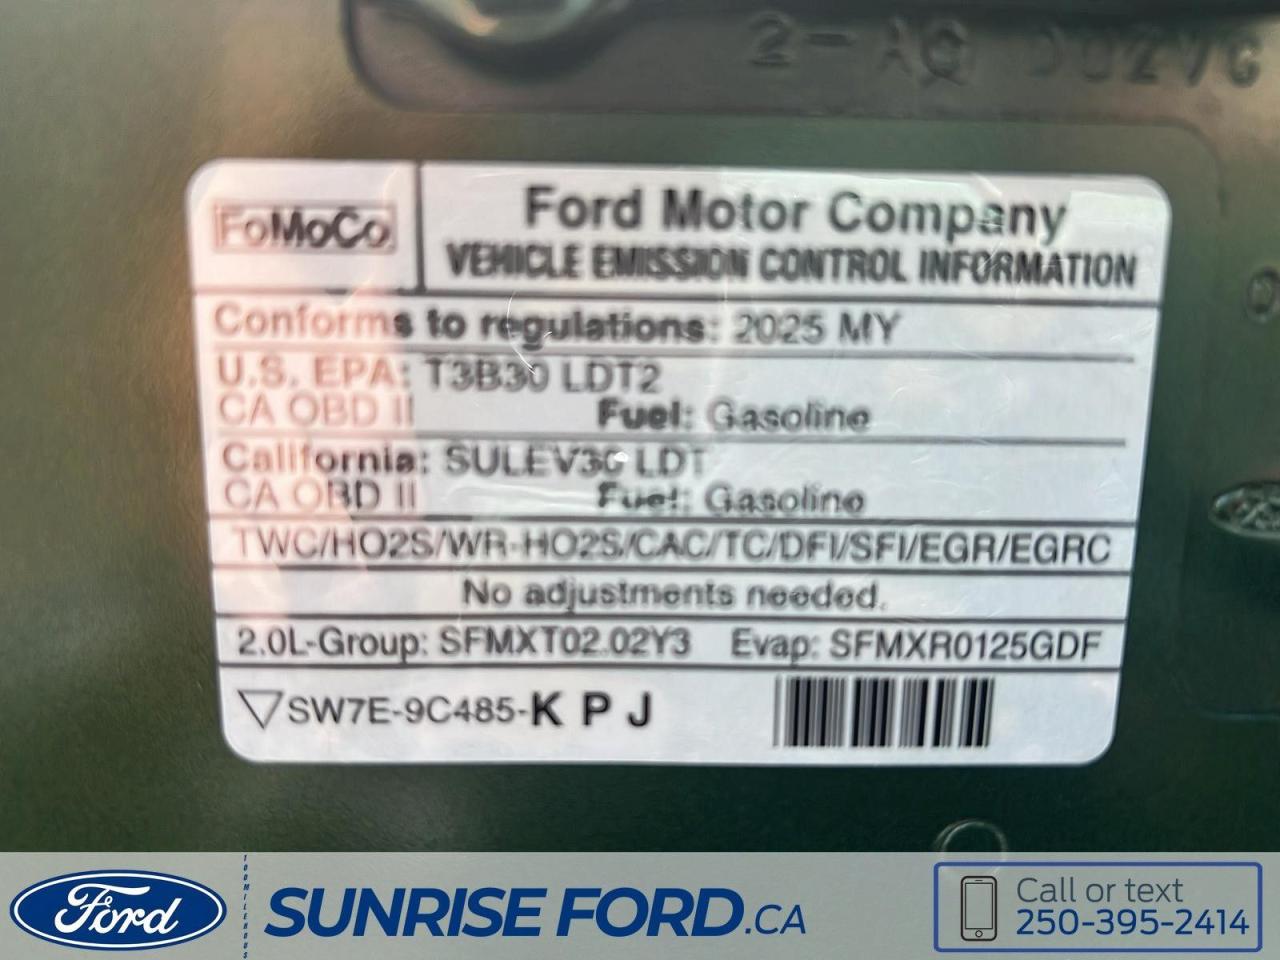 FoMoCo
Ford Motor Company
VEHICLE EMISSION CONTROL INFORMATION
Conforms to regulations: 2025 MY
U.S. EPA: T3B30 LDT2
CA OBD II Fuel: Gasoline
California: SULEV30 LDT
CA OBD II Fuel: Gasoline
TWC/HO2S/WR-HO2S/CAC/TC/DFI/SFI/EGR/EGRC
No adjustments needed.
2.0L-Group: SFMXT02.02Y3 Evap: SFMXR0125GDF
SW7E-9C485-K P J
Ford
100MILEHOUSE
SUNRISE FORD.CA
Call or text
250-395-2414